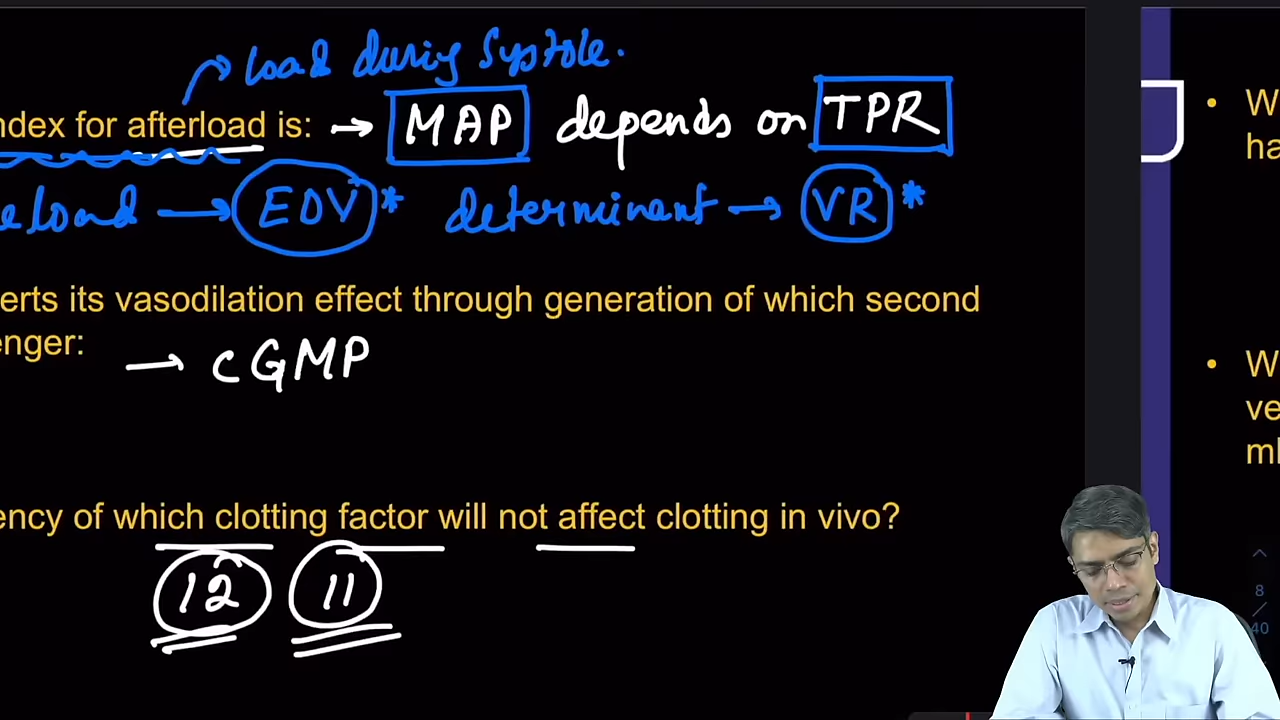 load during systole.
ndex for afterload is: → MAP depends on TPR
eload → EDV* determinant → VR*
erts its vasodilation effect through generation of which second
enger:
→ cGMP
ency of which clotting factor will not affect clotting in vivo?
12 11
• W
ha
• W
ve
ml
8
/
40